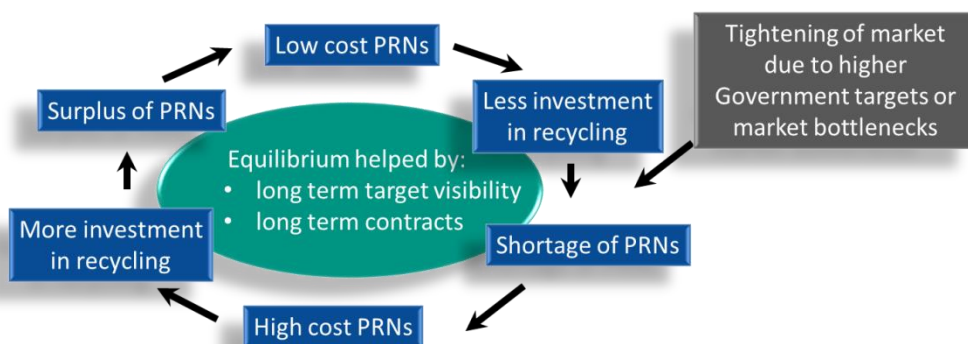 Low cost PRNs
Tightening of market
due to higher
Government targets or
market bottlenecks
Surplus of PRNs
Less investment
in recycling
Equilibrium helped by:
• long term target visibility
• long term contracts
More investment
in recycling
Shortage of PRNs
High cost PRNs